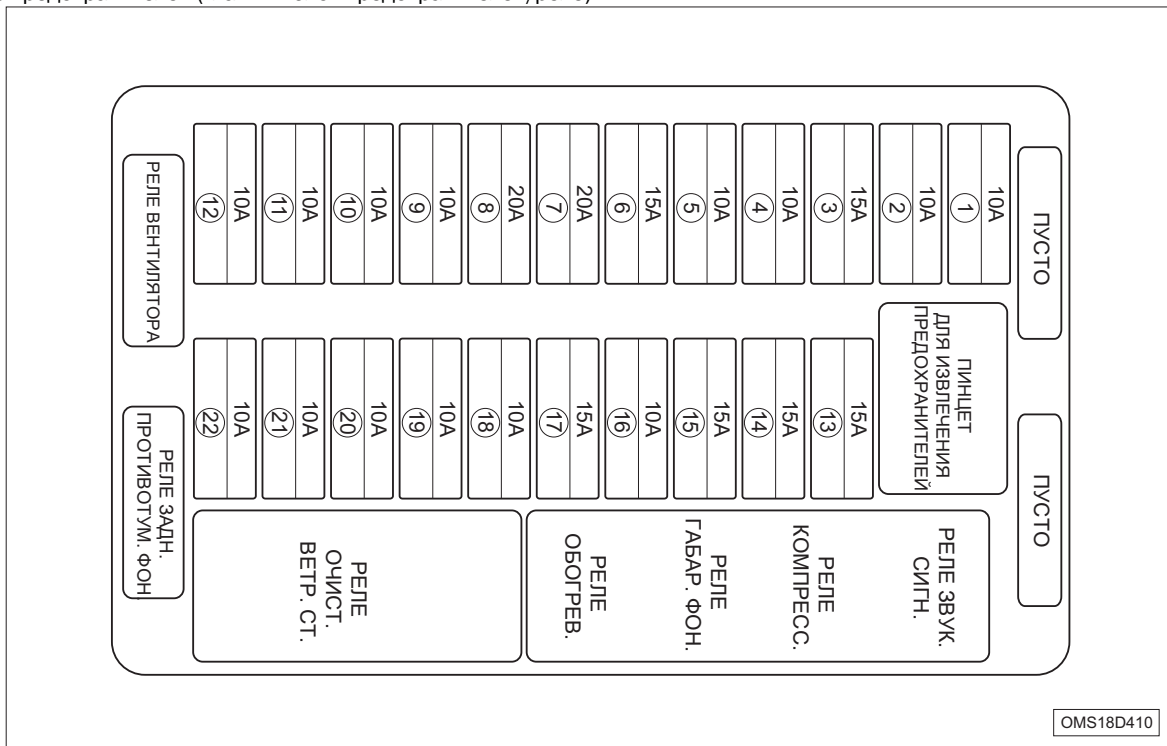 ПУСТО
ПУСТО
10A
1
10A
2
15A
3
10A
4
10A
5
15A
6
20A
7
20A
8
10A
9
10A
10
10A
11
10A
12
ПИНЦЕТ
ДЛЯ ИЗВЛЕЧЕНИЯ
ПРЕДОХРАНИТЕЛЕЙ
15A
13
15A
14
15A
15
10A
16
15A
17
10A
18
10A
19
10A
20
10A
21
10A
22
РЕЛЕ ЗВУК.
СИГН.
РЕЛЕ
КОМПРЕСС.
РЕЛЕ
ГАБАР. ФОН.
РЕЛЕ
ОБОГРЕВ.
РЕЛЕ
ОЧИСТ.
ВЕТР. СТ.
РЕЛЕ ВЕНТИЛЯТОРА
РЕЛЕ ЗАДН.
ПРОТИВОТУМ. ФОН.
OMS18D410